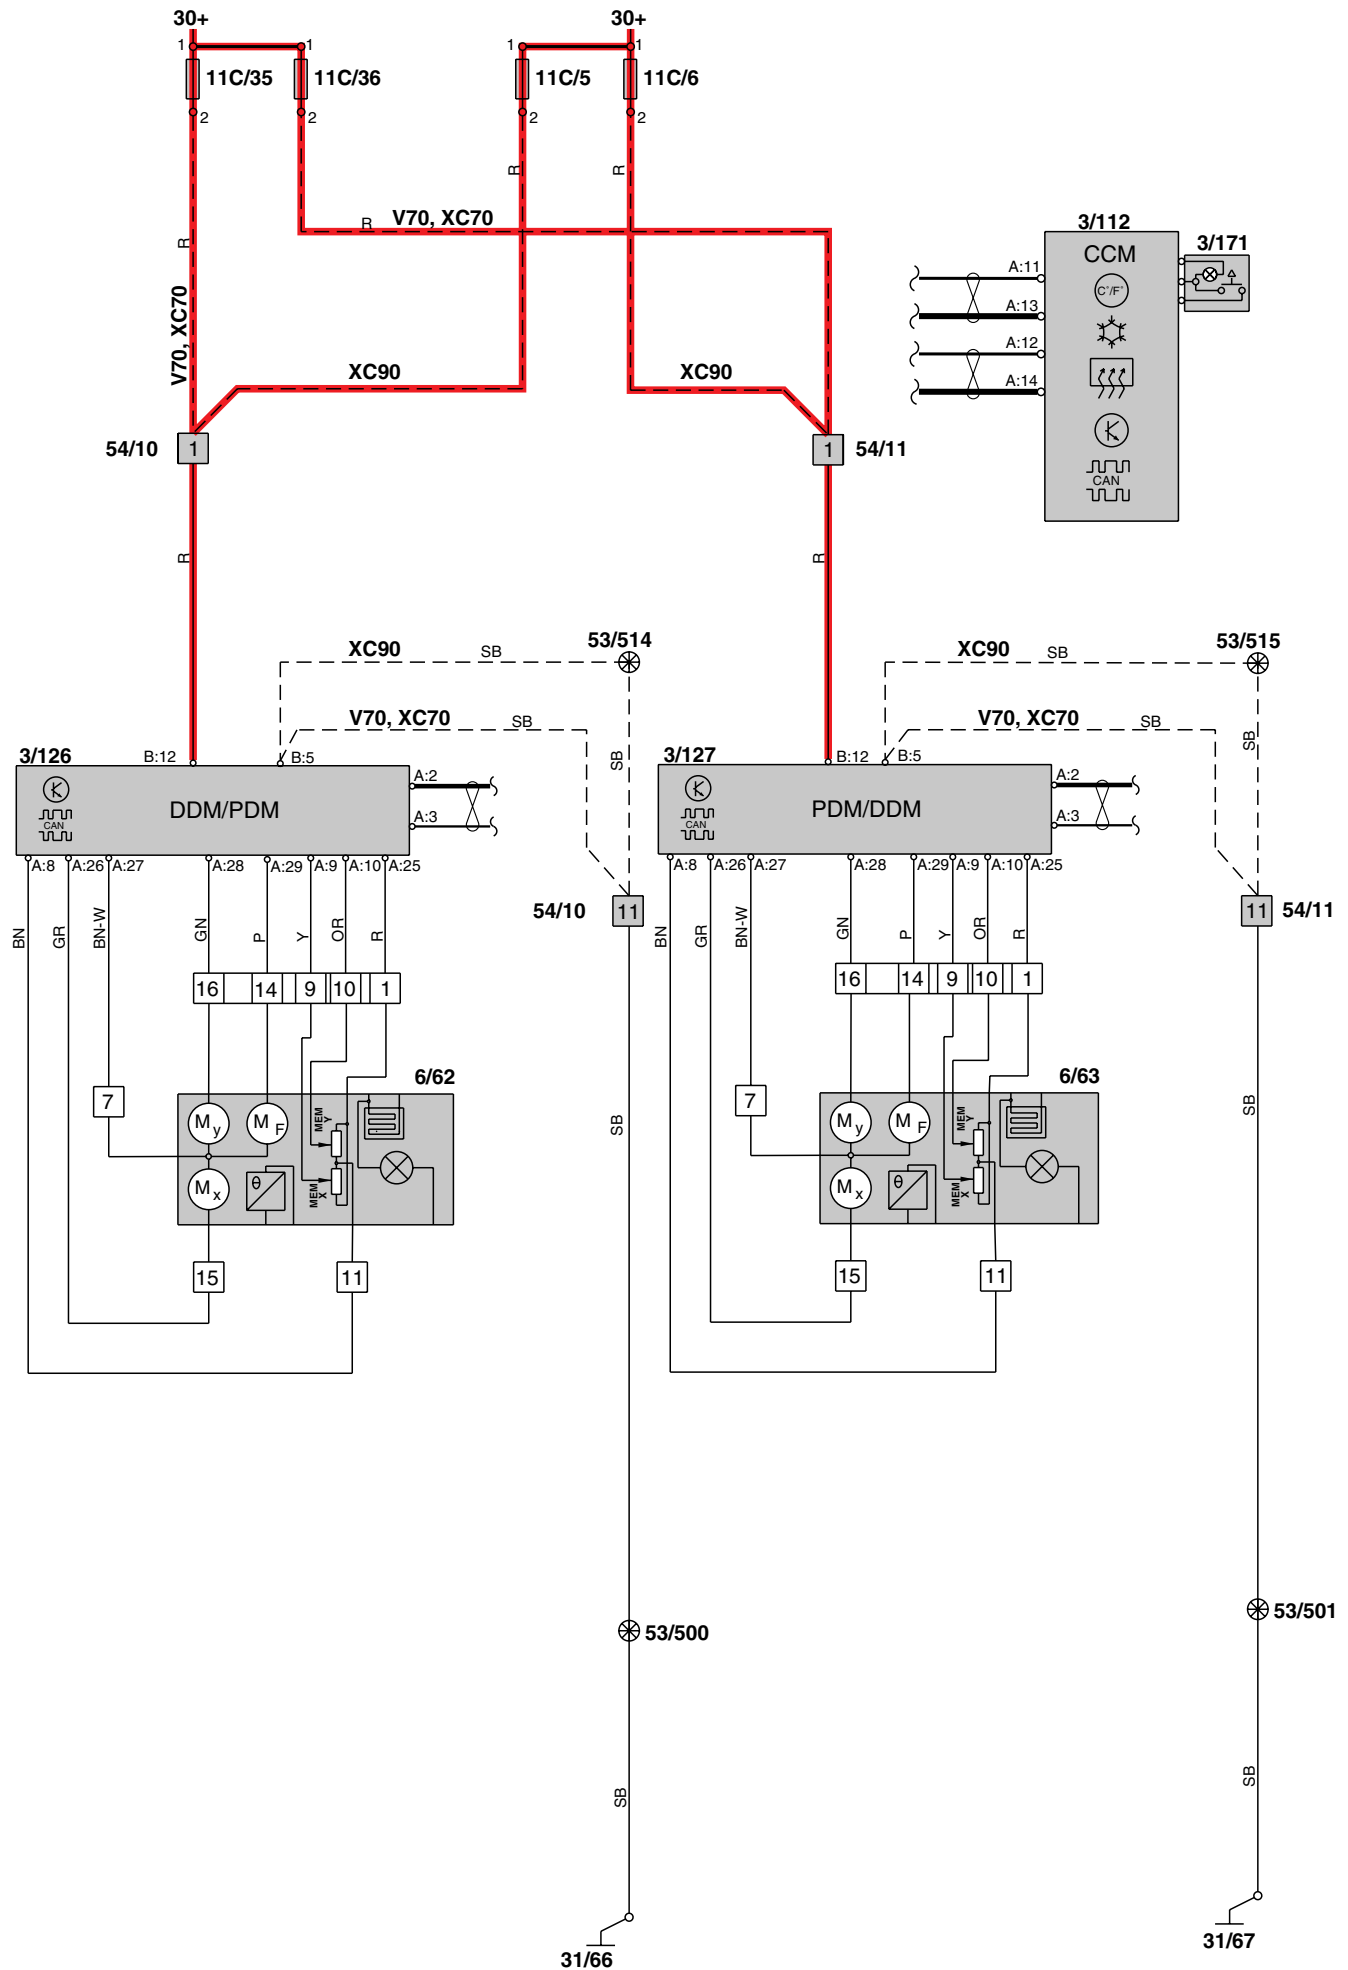 30+ 30+
1 1 1 1
11C/35 11C/36 11C/5 11C/6
2 2 2 2
R R
R V70, XC70
R
V70, XC70
XC90 XC90
54/10 1 1 54/11
R R
3/112
CCM
3/171
A:11
C°/F°
A:13
A:12
A:14
CAN
53/514 53/515
XC90 SB XC90 SB
V70, XC70 SB V70, XC70 SB
SB SB
3/126 B:12 B:5
DDM/PDM
CAN
A:2
A:3
A:8 A:26 A:27 A:28 A:29 A:9 A:10 A:25
BN GR BN-W GN P Y OR R
16 14 9 10 1
7
6/62
My MF
Mx
θ
MEM Y
MEM X
15 11
54/10 11
SB
53/500
SB
31/66
3/127 B:12 B:5
PDM/DDM
CAN
A:2
A:3
A:8 A:26 A:27 A:28 A:29 A:9 A:10 A:25
BN GR BN-W GN P Y OR R
16 14 9 10 1
7
6/63
My MF
Mx
θ
MEM Y
MEM X
15 11
11 54/11
SB
53/501
SB
31/67